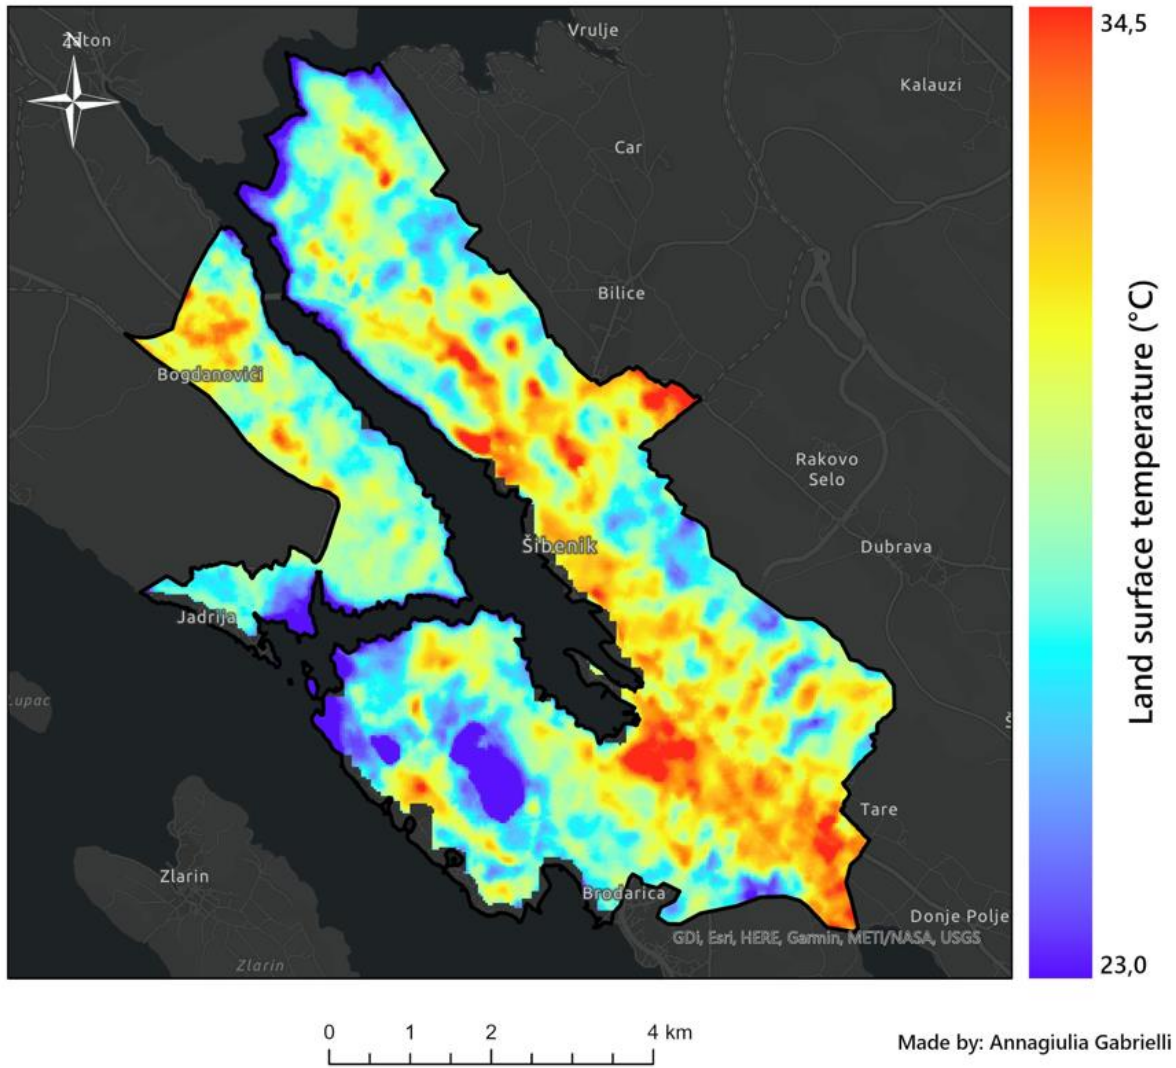 Vrulje
34,5
Zaton
N
Kalauzi
Car
Bilice
Bogdanovići
Rakovo
Selo
Šibenik
Dubrava
Jadrija
Land surface temperature (°C)
Lupac
Tare
Zlarin
Brodarica
Donje Polje
GDi, Esri, HERE, Garmin, METI/NASA, USGS
Zlarin
23,0
0 1 2 4 km
Made by: Annagiulia Gabrielli